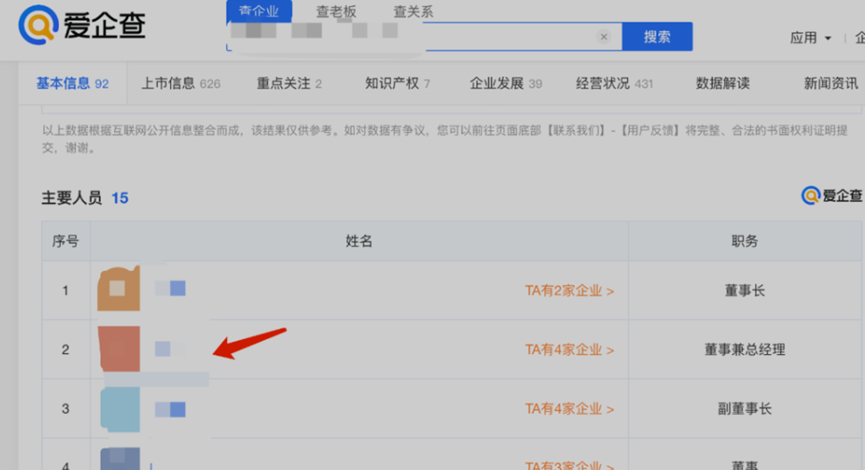 爱企查
查企业 查老板 查关系
搜索
应用
基本信息 92 上市信息 626 重点关注 2 知识产权 7 企业发展 39 经营状况 431 数据解读 新闻资讯
以上数据根据互联网公开信息整合而成，该结果仅供参考。如对数据有争议，您可以前往页面底部【联系我们】-【用户反馈】将完整、合法的书面权利证明提
交，谢谢。
主要人员 15 爱企查
序号 姓名 职务
1 TA有2家企业 > 董事长
2 TA有4家企业 > 董事兼总经理
3 TA有4家企业 > 副董事长
4 TA有3家企业 > 董事